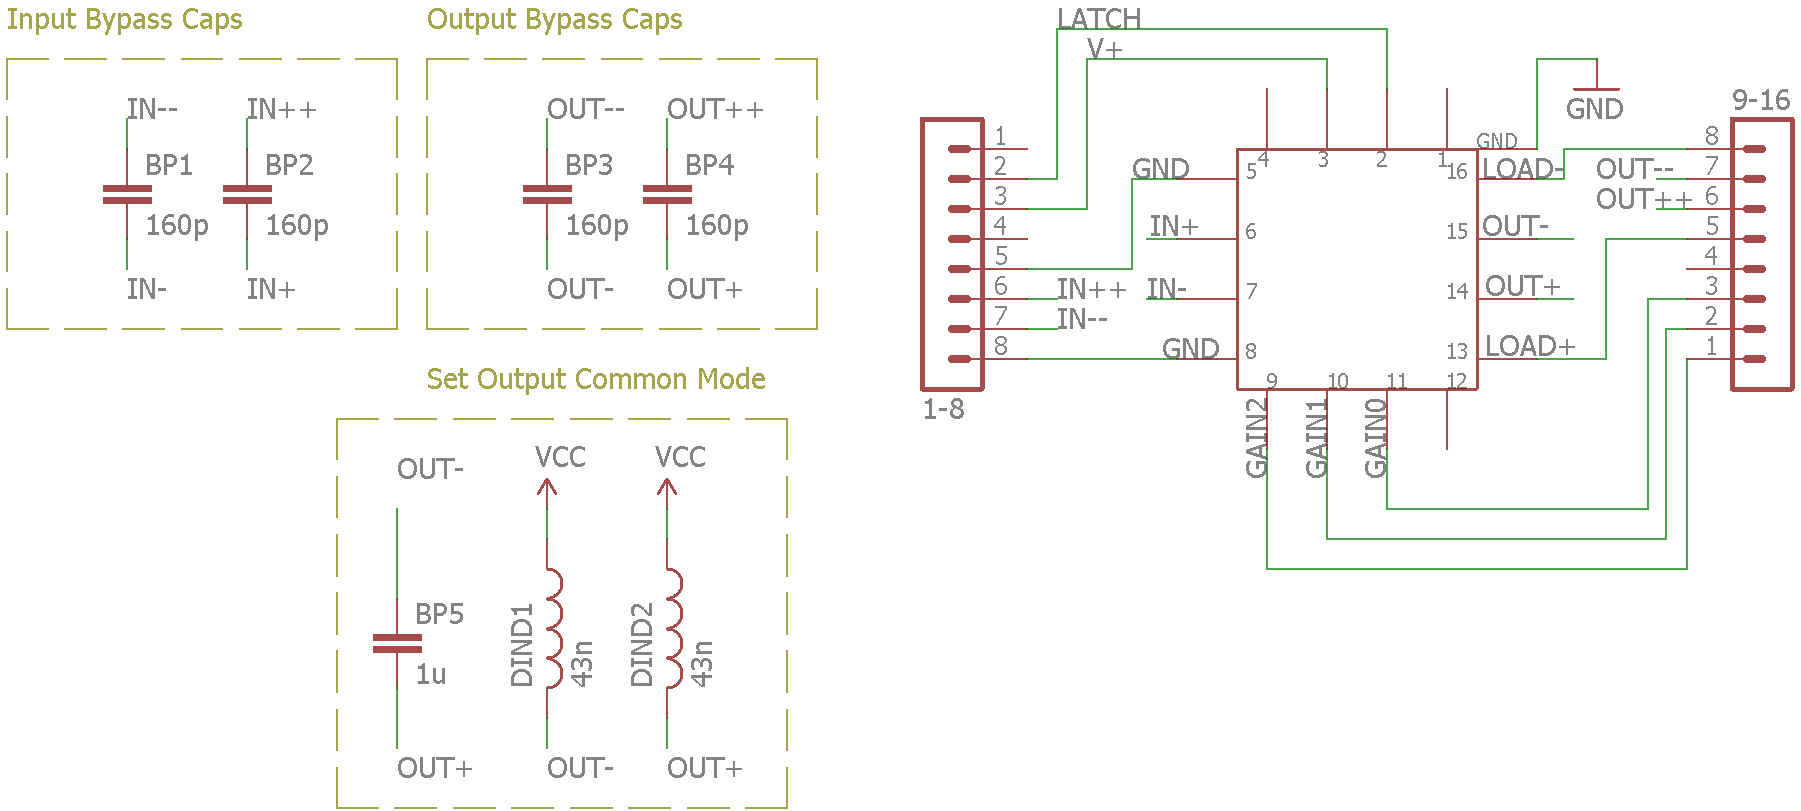 Input Bypass Caps
IN--
IN++
BP1
BP2
160p
160p
IN-
IN+
Output Bypass Caps
OUT--
OUT++
BP3
BP4
160p
160p
OUT-
OUT+
Set Output Common Mode
OUT-
VCC
VCC
BP5
1u
DIND1
43n
DIND2
43n
OUT+
OUT-
OUT+
LATCH
V+
1
2
3
4
5
6
7
8
1-8
IN++
IN--
GND
IN+
IN-
GND
4
3
2
1
GND
GND
5
6
7
8
16
15
14
13
9
10
11
12
LOAD-
OUT-
OUT+
LOAD+
GAIN2
GAIN1
GAIN0
9-16
OUT--
OUT++
8
7
6
5
4
3
2
1